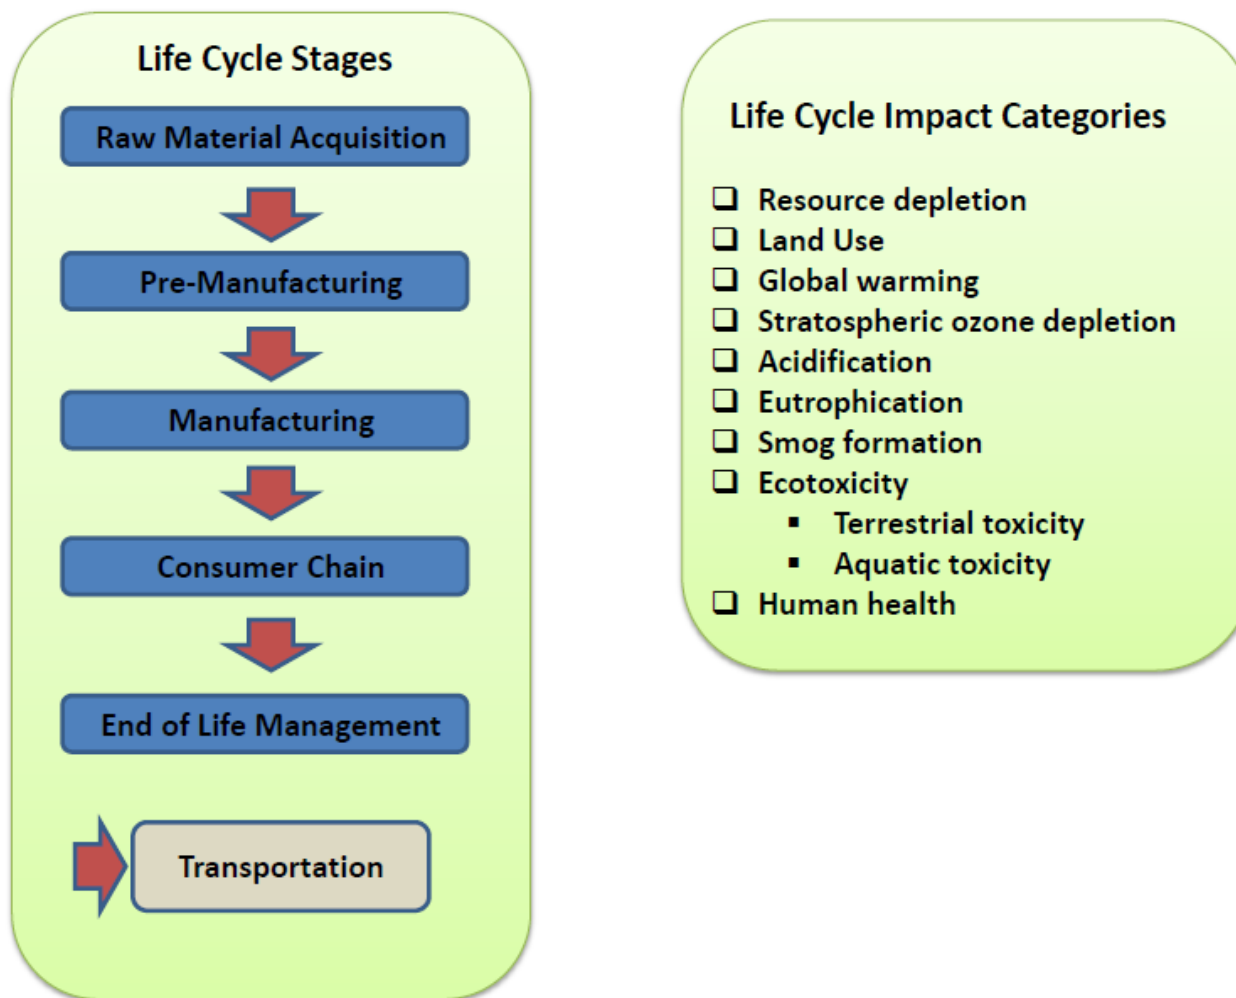 Life Cycle Stages
Raw Material Acquisition
Pre-Manufacturing
Manufacturing
Consumer Chain
End of Life Management
Transportation
Life Cycle Impact Categories
Resource depletion
Land Use
Global warming
Stratospheric ozone depletion
Acidification
Eutrophication
Smog formation
Ecotoxicity
Terrestrial toxicity
Aquatic toxicity
Human health